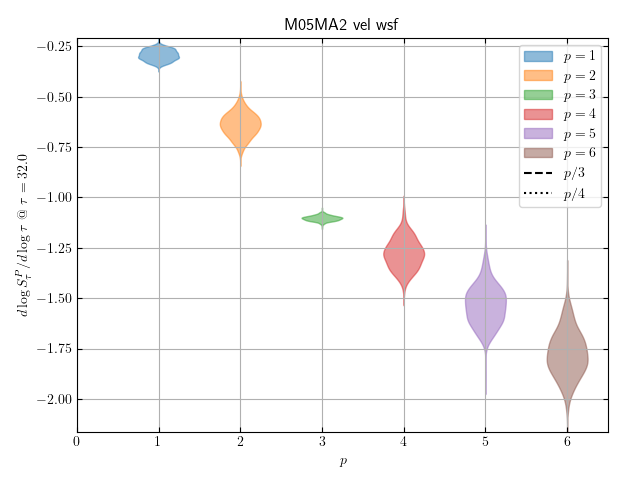 M05MA2 vel wsf
d log S_τ^P / d log τ @ τ = 32.0
−0.25
−0.50
−0.75
−1.00
−1.25
−1.50
−1.75
−2.00
p = 1
p = 2
p = 3
p = 4
p = 5
p = 6
p/3
p/4
0 1 2 3 4 5 6
p